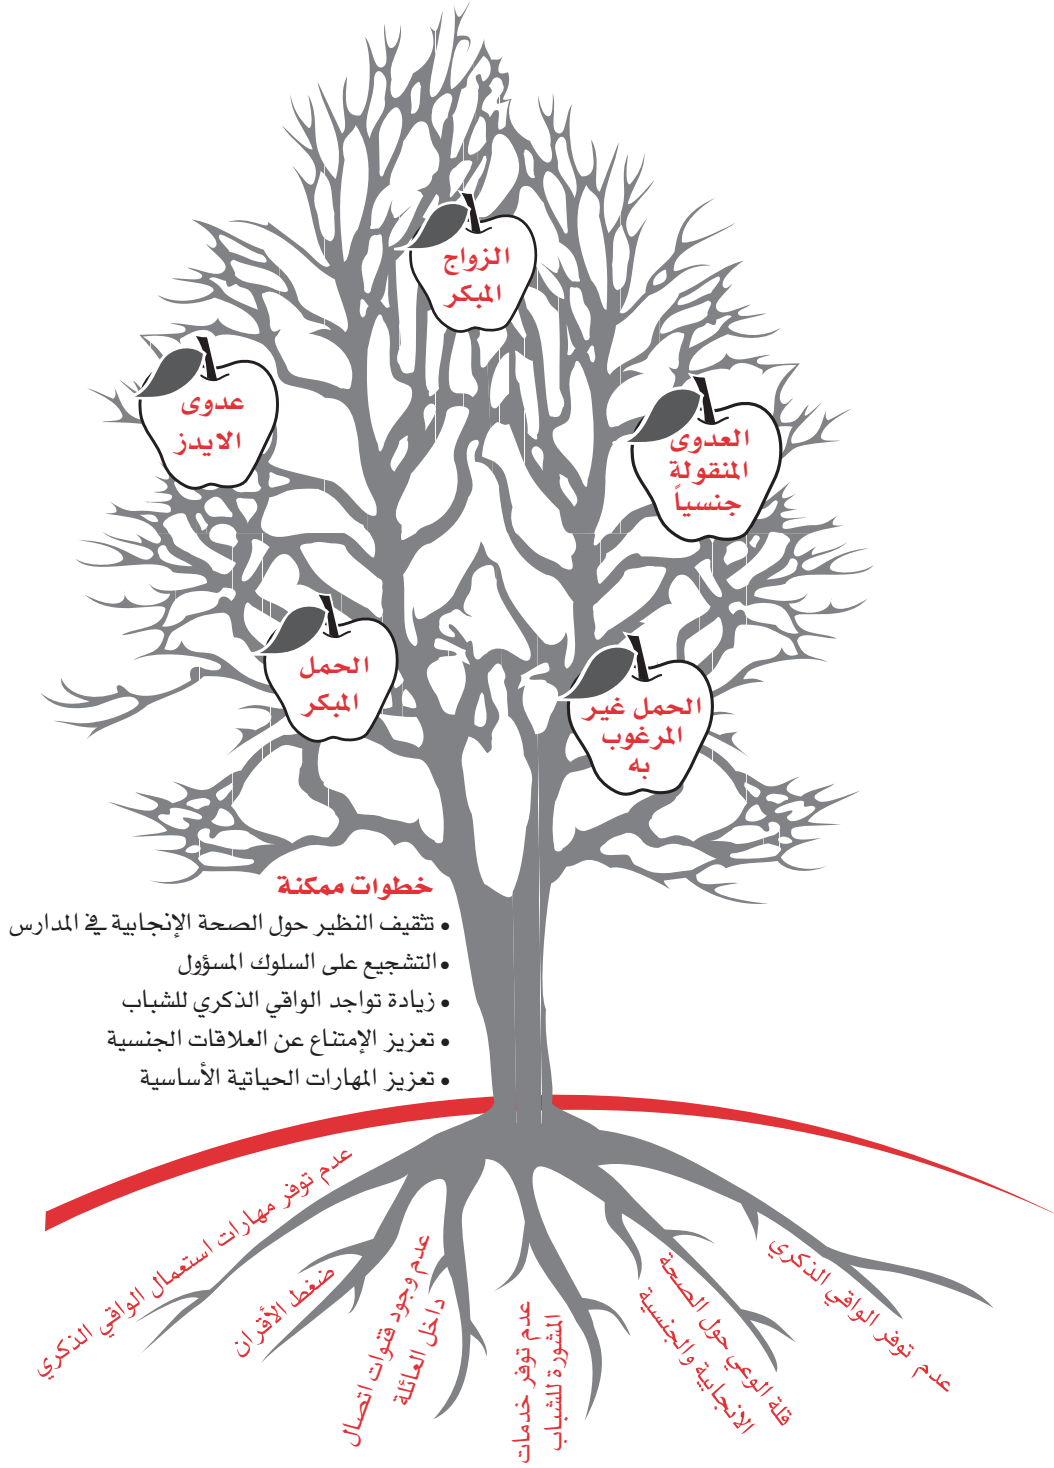 الزواج
المبكر
العدوى
المنقولة
جنسياً
عدوى
الايدز
الحمل
المبكر
الحمل غير
المرغوب
به
خطوات ممكنة
• تثقيف النظير حول الصحة الإنجابية في المدارس
• التشجيع على السلوك المسؤول
• زيادة تواجد الواقي الذكري للشباب
• تعزيز الإمتناع عن العلاقات الجنسية
• تعزيز المهارات الحياتية الأساسية
عدم توفر الواقي الذكري
قلة الوعي حول الصحة
الانجابية والجنسية
عدم توفر خدمات
المشورة للشباب
عدم وجود قنوات اتصال
داخل العائلة
ضغط الأقران
عدم توفر مهارات استعمال الواقي الذكري